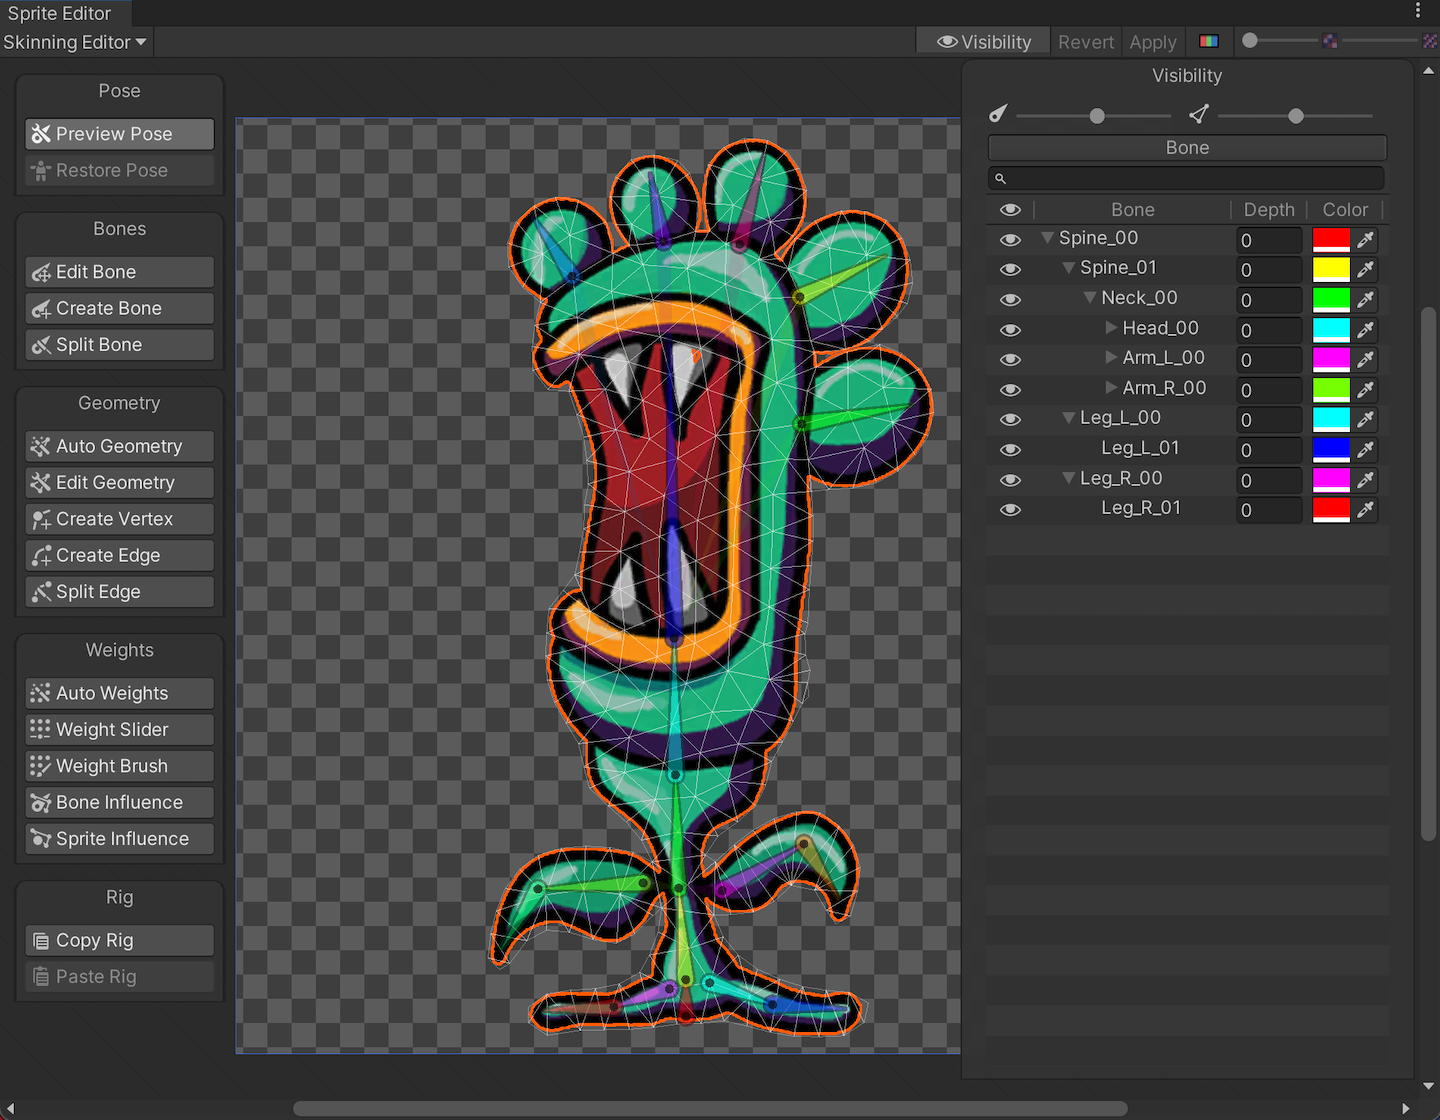 Sprite Editor
Skinning Editor
Visibility
Revert
Apply
Pose
Preview Pose
Restore Pose
Bones
Edit Bone
Create Bone
Split Bone
Geometry
Auto Geometry
Edit Geometry
Create Vertex
Create Edge
Split Edge
Weights
Auto Weights
Weight Slider
Weight Brush
Bone Influence
Sprite Influence
Rig
Copy Rig
Paste Rig
Visibility
Bone
Bone Depth Color
Spine_00 0
Spine_01 0
Neck_00 0
Head_00 0
Arm_L_00 0
Arm_R_00 0
Leg_L_00 0
Leg_L_01 0
Leg_R_00 0
Leg_R_01 0